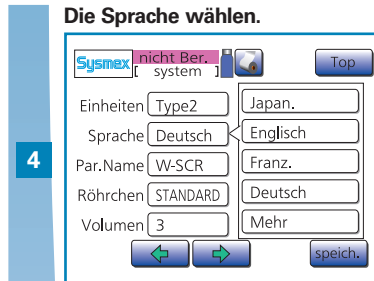 Die Sprache wählen.
4
Sysmex nicht Ber. Top
[ system ]
Einheiten Type2 Japan.
Sprache Deutsch Englisch
Par.Name W-SCR Franz.
Röhrchen STANDARD Deutsch
Volumen 3 Mehr
speich.